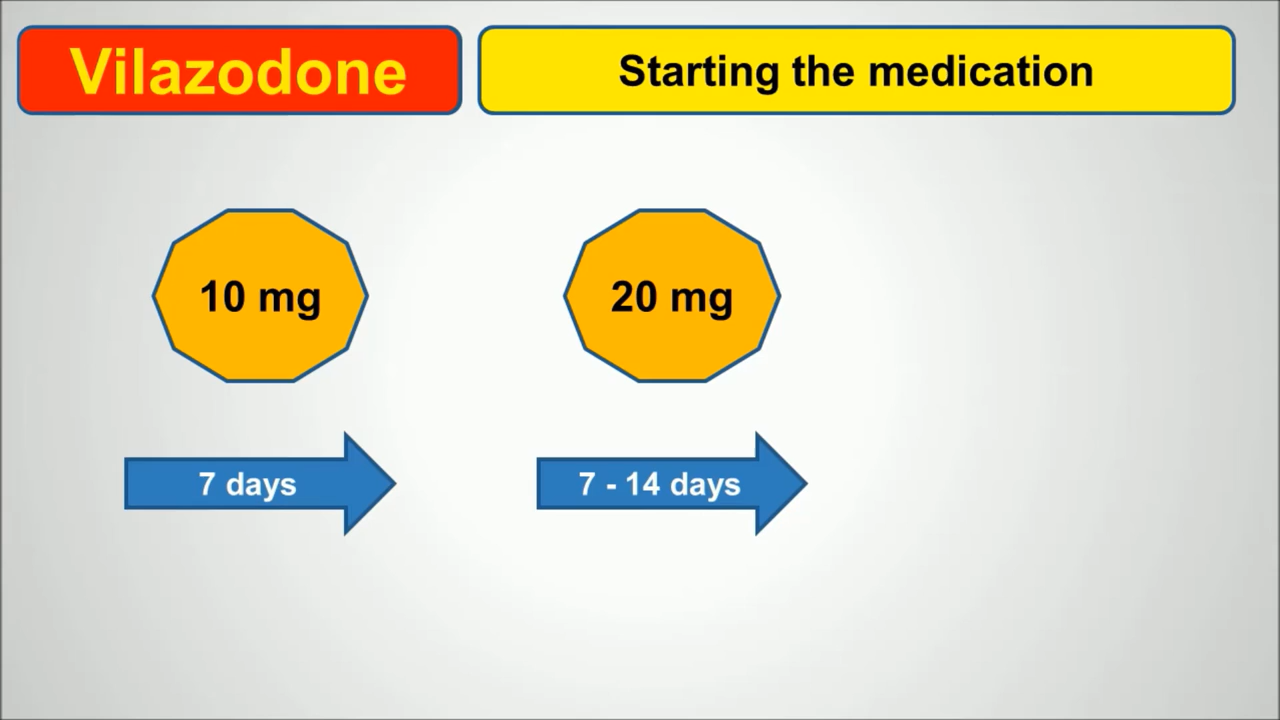 Vilazodone
Starting the medication
10 mg
20 mg
7 days
7 - 14 days